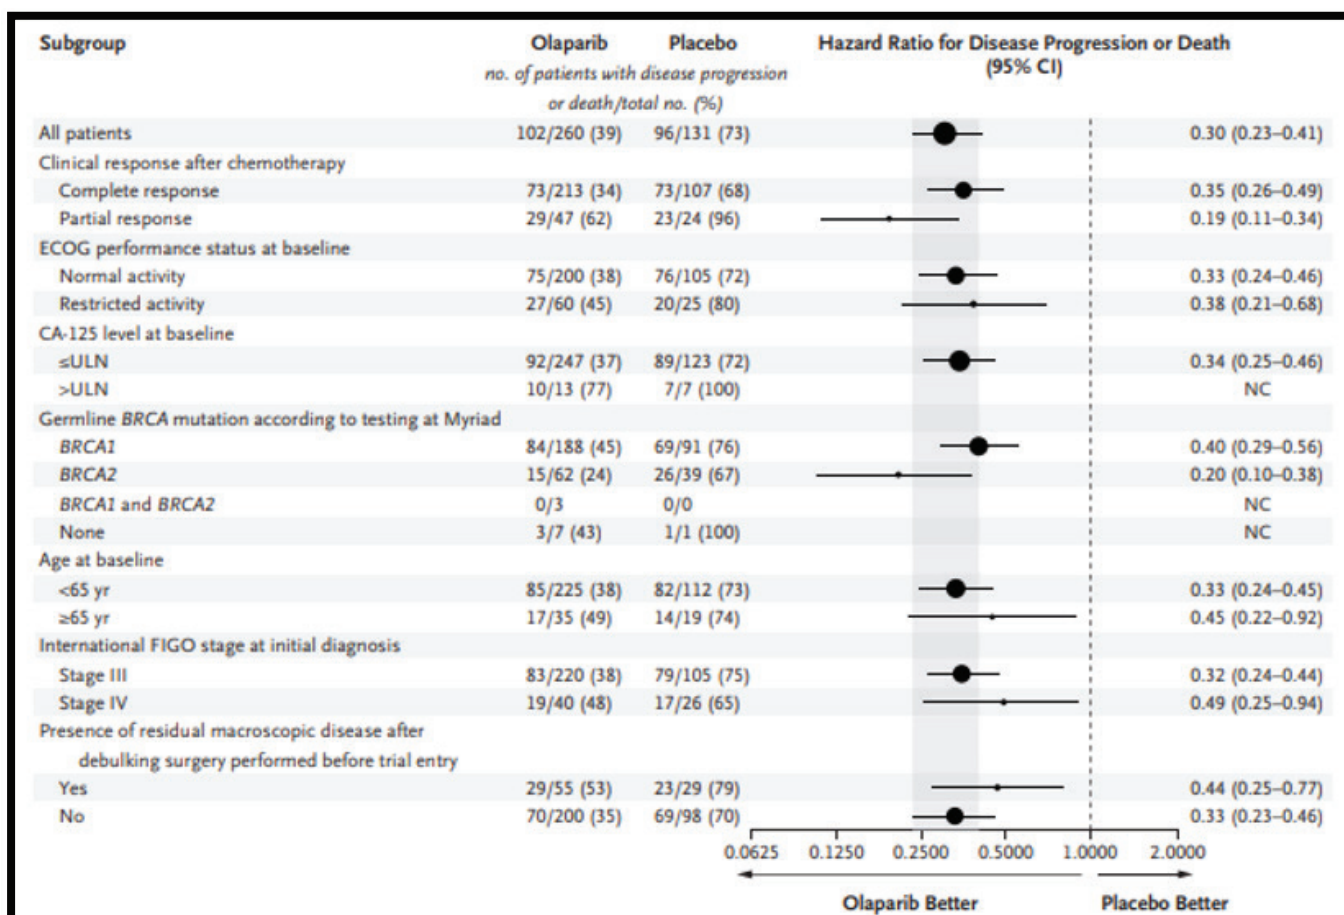 Subgroup Olaparib Placebo Hazard Ratio for Disease Progression or Death
(95% CI)
no. of patients with disease progression
or death/total no. (%)
All patients 102/260 (39) 96/131 (73) 0.30 (0.23–0.41)
Clinical response after chemotherapy
Complete response 73/213 (34) 73/107 (68) 0.35 (0.26–0.49)
Partial response 29/47 (62) 23/24 (96) 0.19 (0.11–0.34)
ECOG performance status at baseline
Normal activity 75/200 (38) 76/105 (72) 0.33 (0.24–0.46)
Restricted activity 27/60 (45) 20/25 (80) 0.38 (0.21–0.68)
CA-125 level at baseline
≤ULN 92/247 (37) 89/123 (72) 0.34 (0.25–0.46)
>ULN 10/13 (77) 7/7 (100) NC
Germline BRCA mutation according to testing at Myriad
BRCA1 84/188 (45) 69/91 (76) 0.40 (0.29–0.56)
BRCA2 15/62 (24) 26/39 (67) 0.20 (0.10–0.38)
BRCA1 and BRCA2 0/3 0/0 NC
None 3/7 (43) 1/1 (100) NC
Age at baseline
<65 yr 85/225 (38) 82/112 (73) 0.33 (0.24–0.45)
≥65 yr 17/35 (49) 14/19 (74) 0.45 (0.22–0.92)
International FIGO stage at initial diagnosis
Stage III 83/220 (38) 79/105 (75) 0.32 (0.24–0.44)
Stage IV 19/40 (48) 17/26 (65) 0.49 (0.25–0.94)
Presence of residual macroscopic disease after
debulking surgery performed before trial entry
Yes 29/55 (53) 23/29 (79) 0.44 (0.25–0.77)
No 70/200 (35) 69/98 (70) 0.33 (0.23–0.46)
0.0625 0.1250 0.2500 0.5000 1.0000 2.0000
Olaparib Better Placebo Better